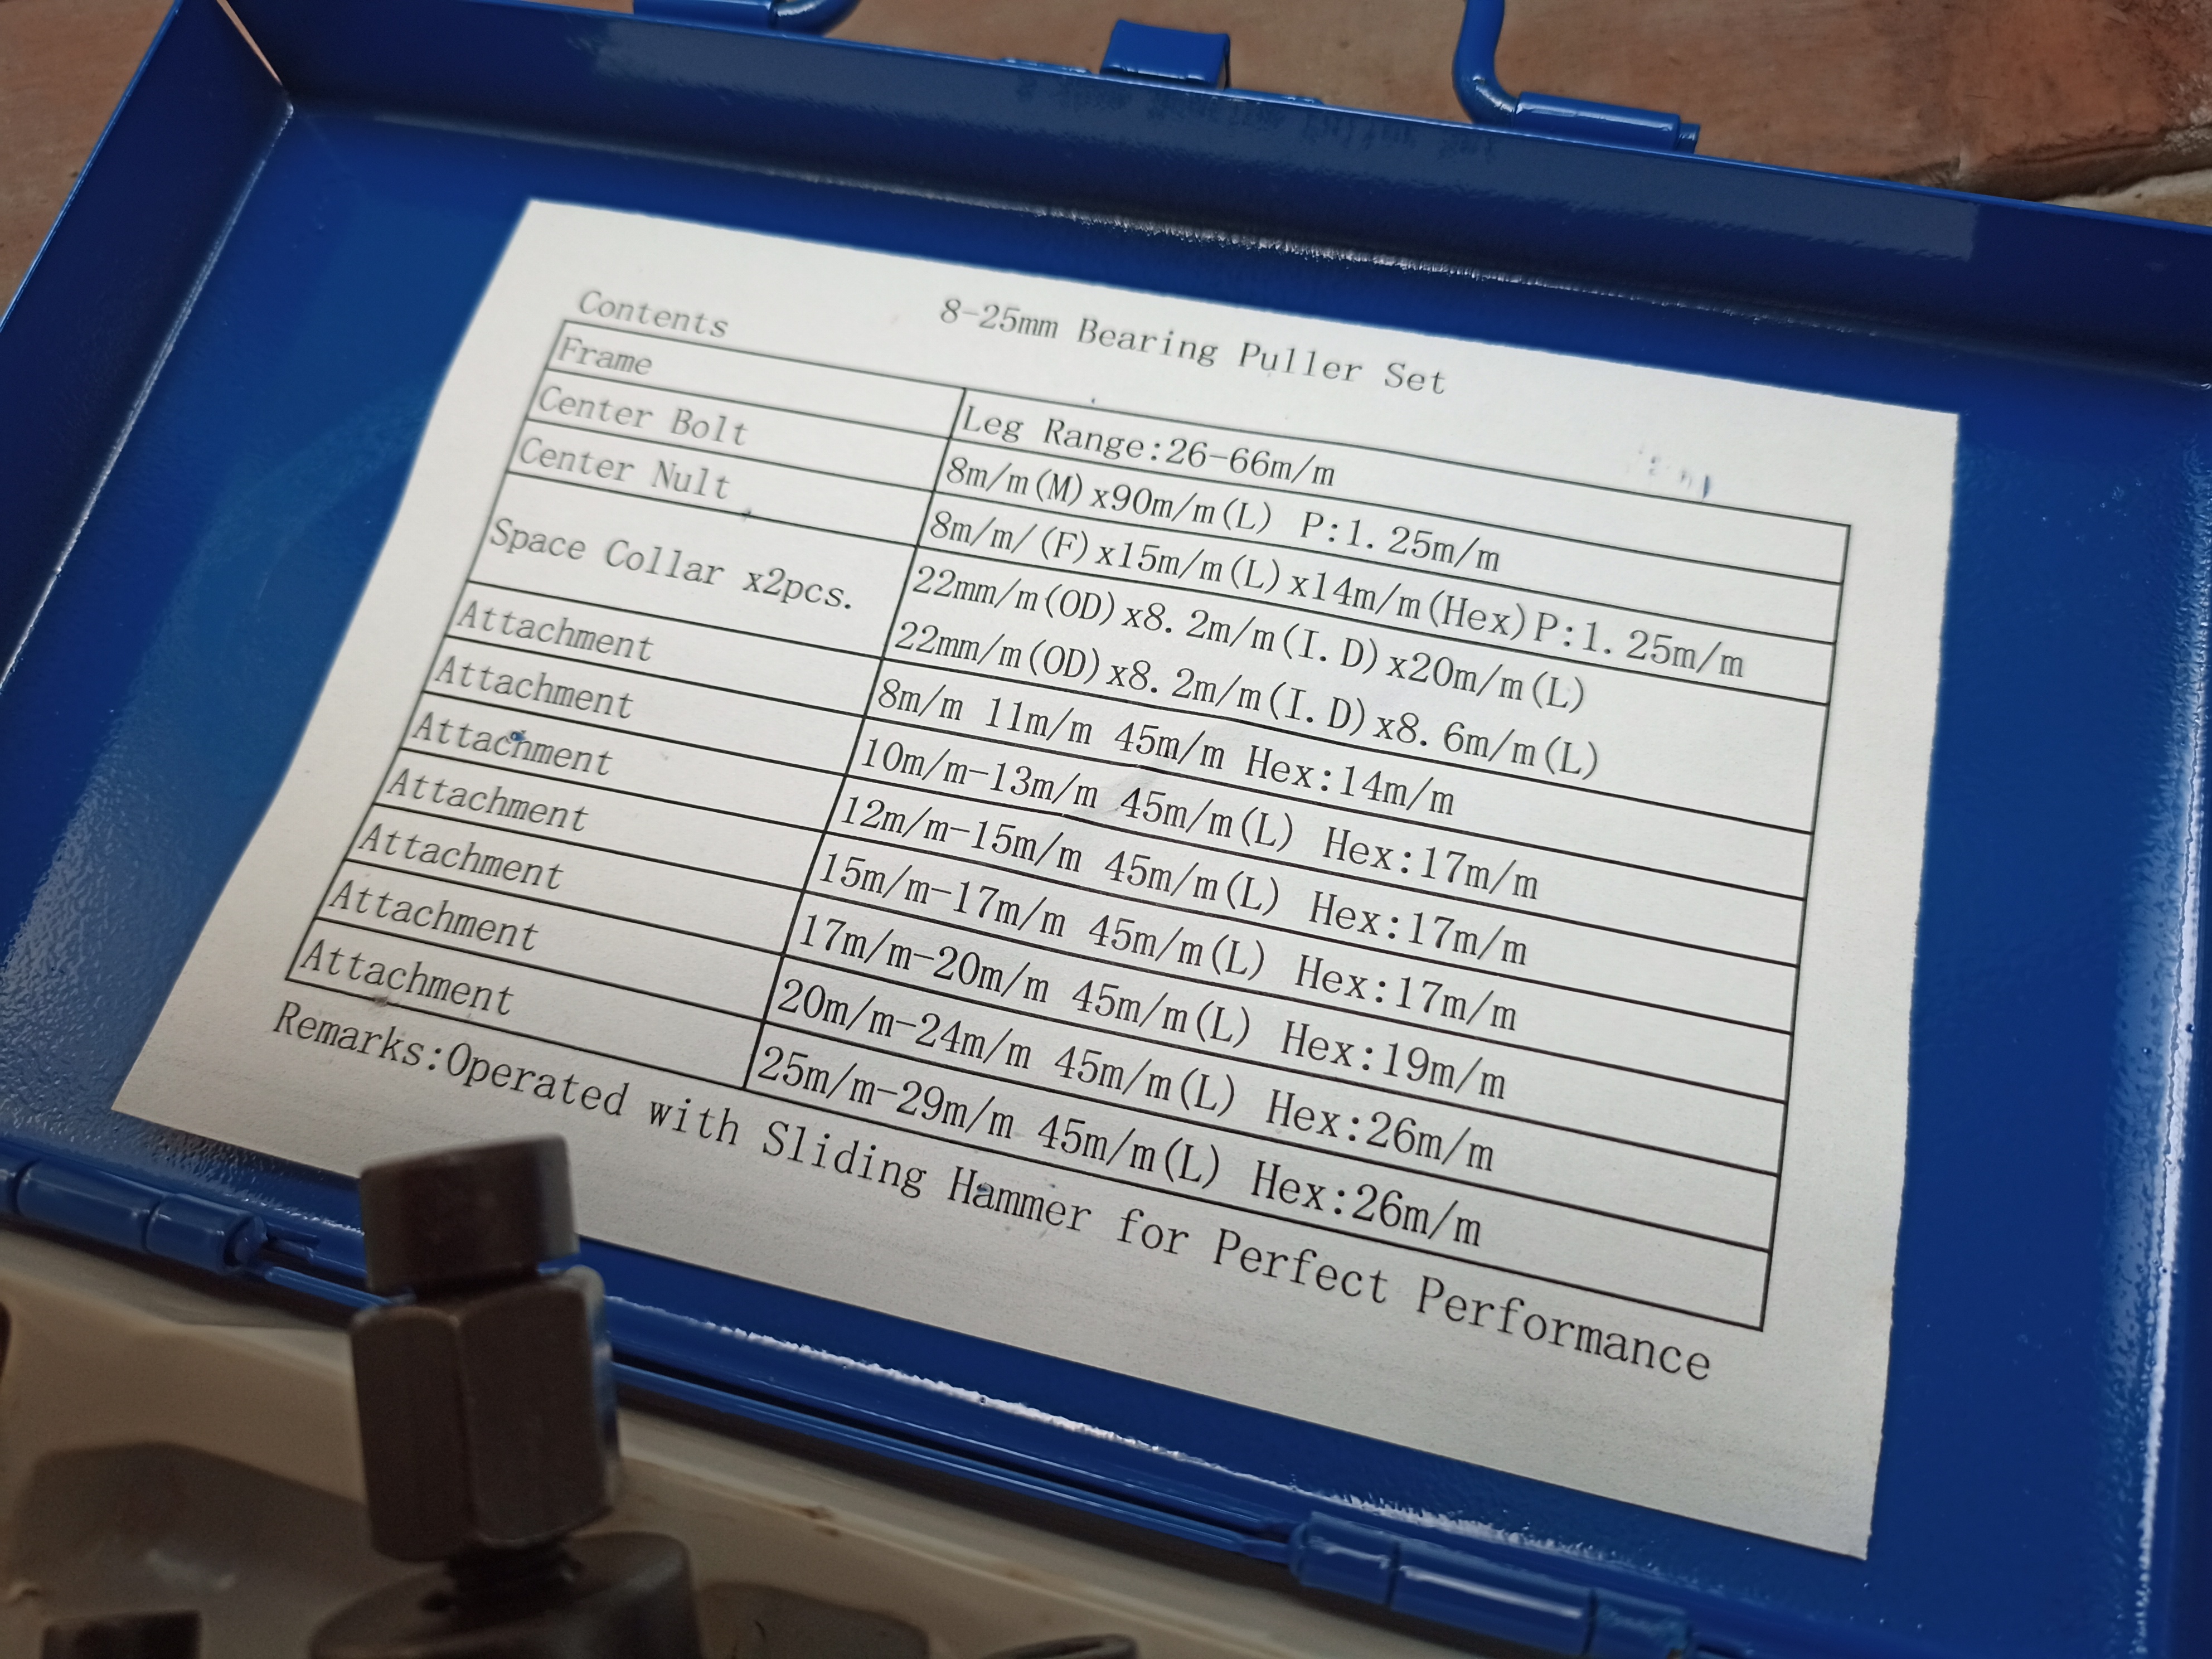 8-25mm Bearing Puller Set
Contents
Frame Leg Range:26-66m/m
Center Bolt 8m/m(M)x90m/m(L) P:1.25m/m
Center Nult 8m/m/(F)x15m/m(L)x14m/m(Hex)P:1.25m/m
Space Collar x2pcs. 22mm/m(OD)x8.2m/m(I.D)x20m/m(L)
22mm/m(OD)x8.2m/m(I.D)x8.6m/m(L)
Attachment 8m/m 11m/m 45m/m Hex:14m/m
Attachment 10m/m-13m/m 45m/m(L) Hex:17m/m
Attachment 12m/m-15m/m 45m/m(L) Hex:17m/m
Attachment 15m/m-17m/m 45m/m(L) Hex:17m/m
Attachment 17m/m-20m/m 45m/m(L) Hex:19m/m
Attachment 20m/m-24m/m 45m/m(L) Hex:26m/m
Attachment 25m/m-29m/m 45m/m(L) Hex:26m/m
Remarks:Operated with Sliding Hammer for Perfect Performance